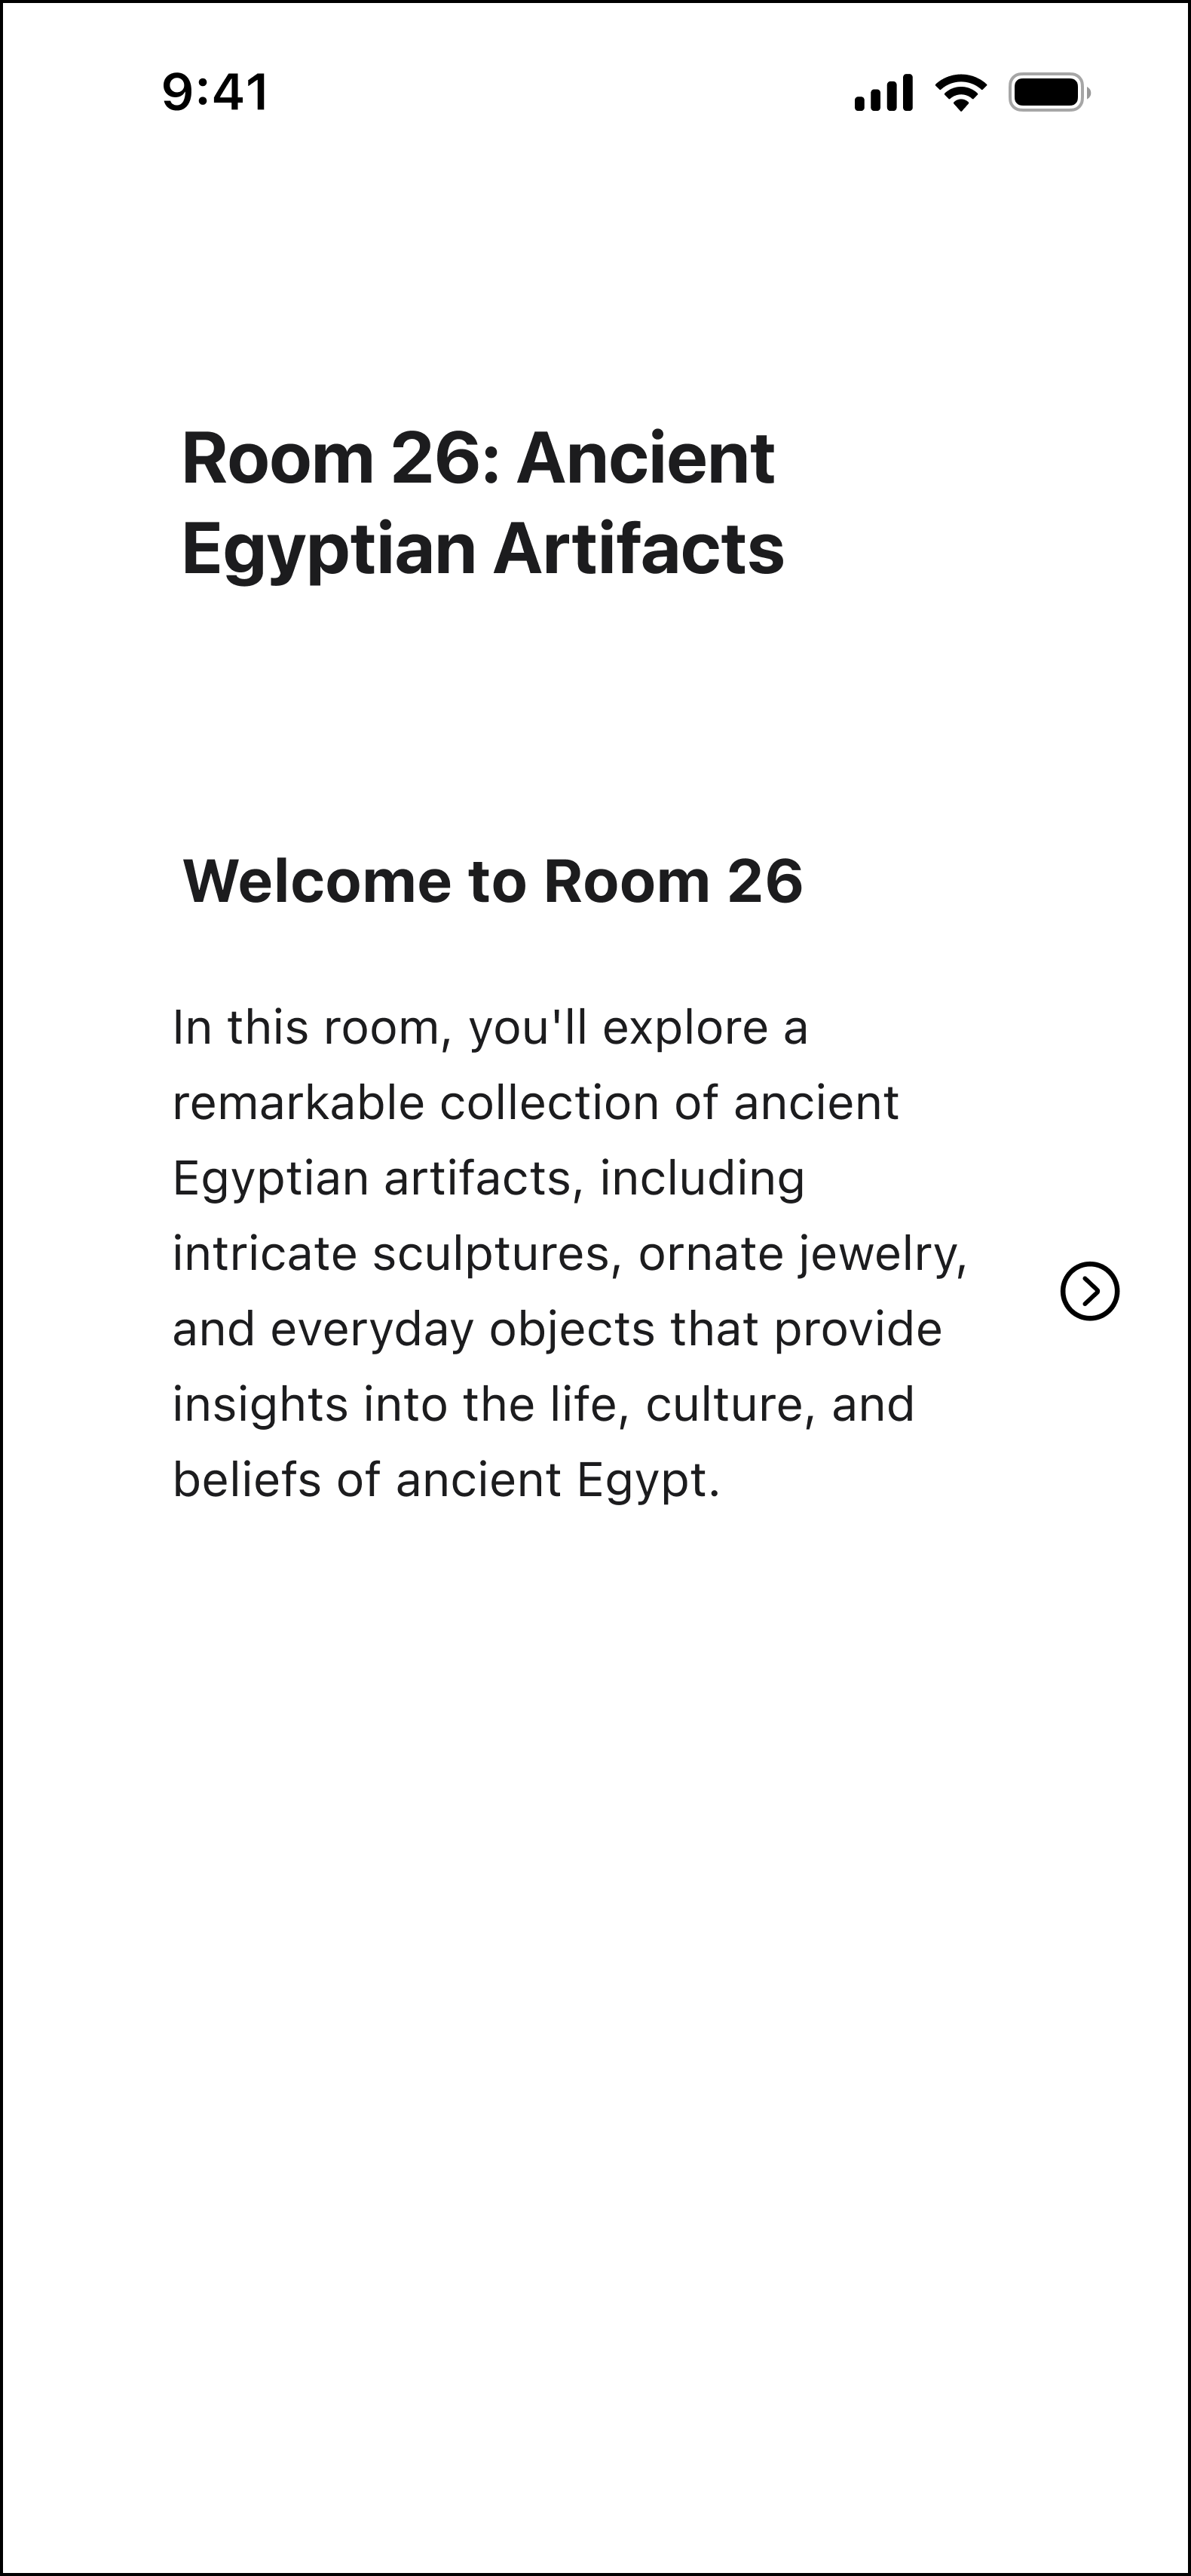 9:41
Room 26: Ancient
Egyptian Artifacts
Welcome to Room 26
In this room, you'll explore a
remarkable collection of ancient
Egyptian artifacts, including
intricate sculptures, ornate jewelry,
and everyday objects that provide
insights into the life, culture, and
beliefs of ancient Egypt.